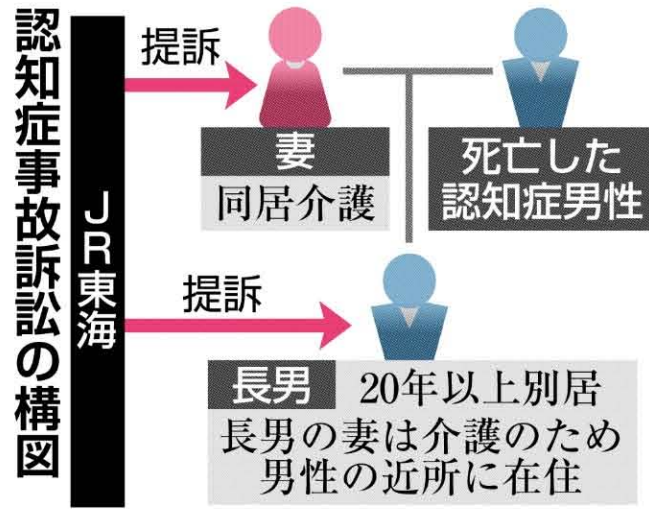 認知症事故訴訟の構図
JR東海
提訴
妻
同居介護
死亡した
認知症男性
提訴
長男 20年以上別居
長男の妻は介護のため
男性の近所に在住